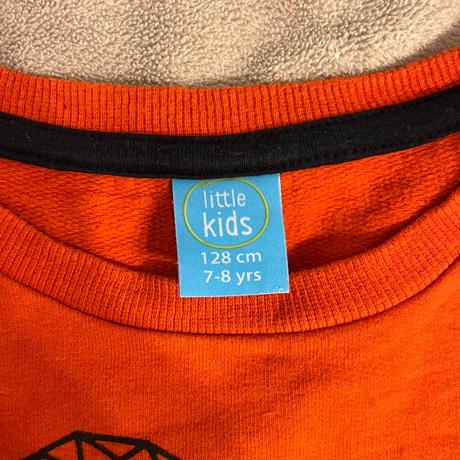 little
kids
128 cm
7-8 yrs